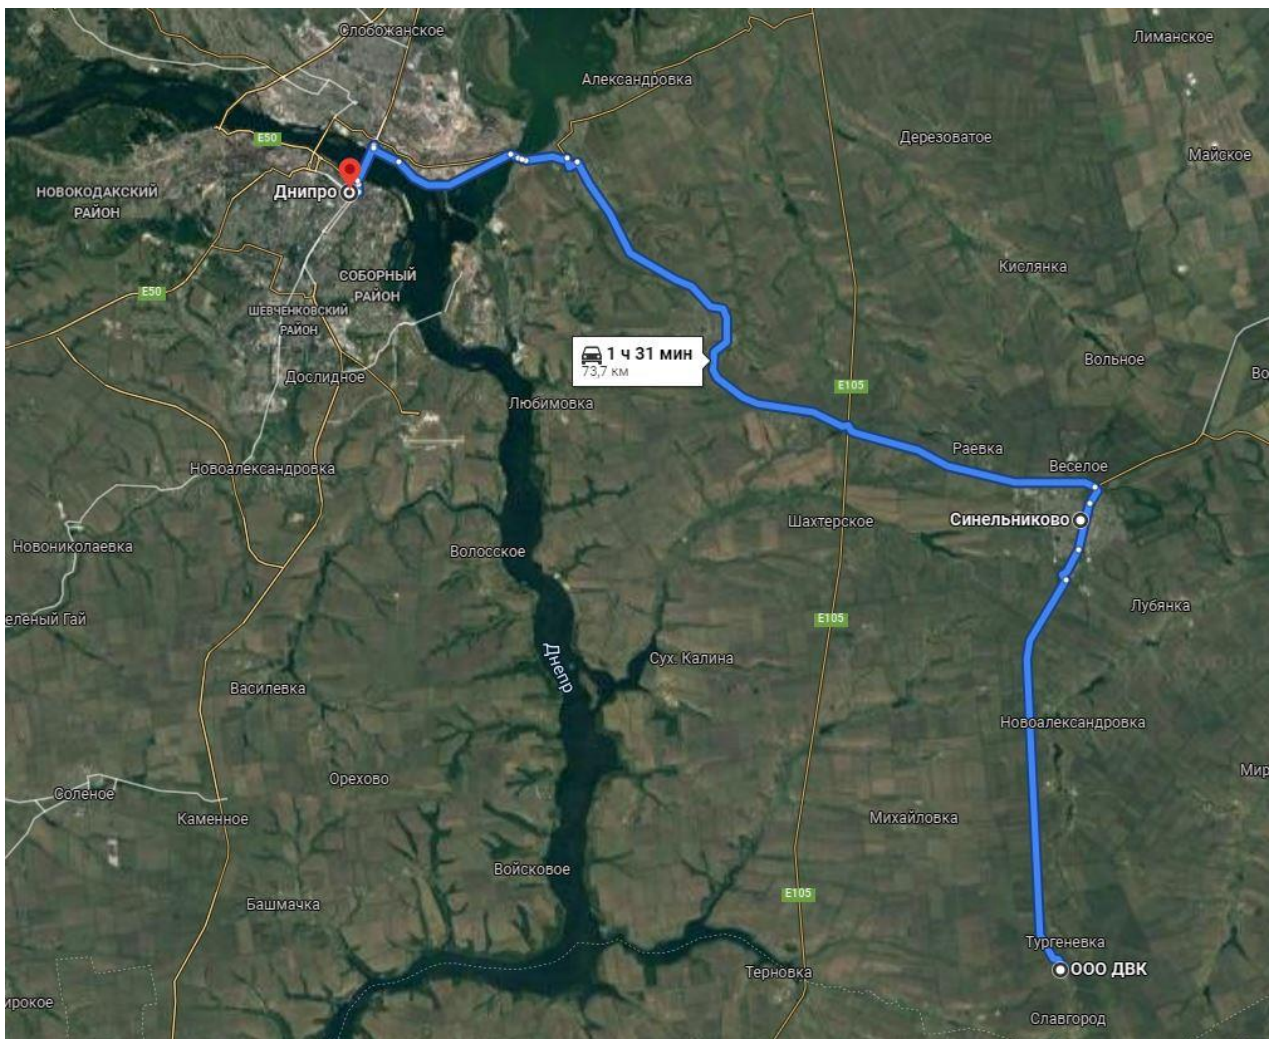 Слобожанское
Лиманское
Александровка
E50
Дерезоватое
Майское
НОВОКОДАКСКИЙ
РАЙОН
Днипро
СОБОРНЫЙ
РАЙОН
Кислянка
E50
ШЕВЧЕНКОВСКИЙ
РАЙОН
1 ч 31 мин
73,7 км
Вольное
Во
Дослидное
E105
Любимовка
Новоалександровка
Раевка
Веселое
Синельниково
Шахтерское
Новониколаевка
Волосское
Лубянка
еленый Гай
E105
Днепр
Сух. Калина
Василевка
Новоалександровка
Орехово
Мир
Соленое
Каменное
Михайловка
Войсковое
E105
Башмачка
Тургеневка
Терновка
ООО ДВК
ирокое
Славгород